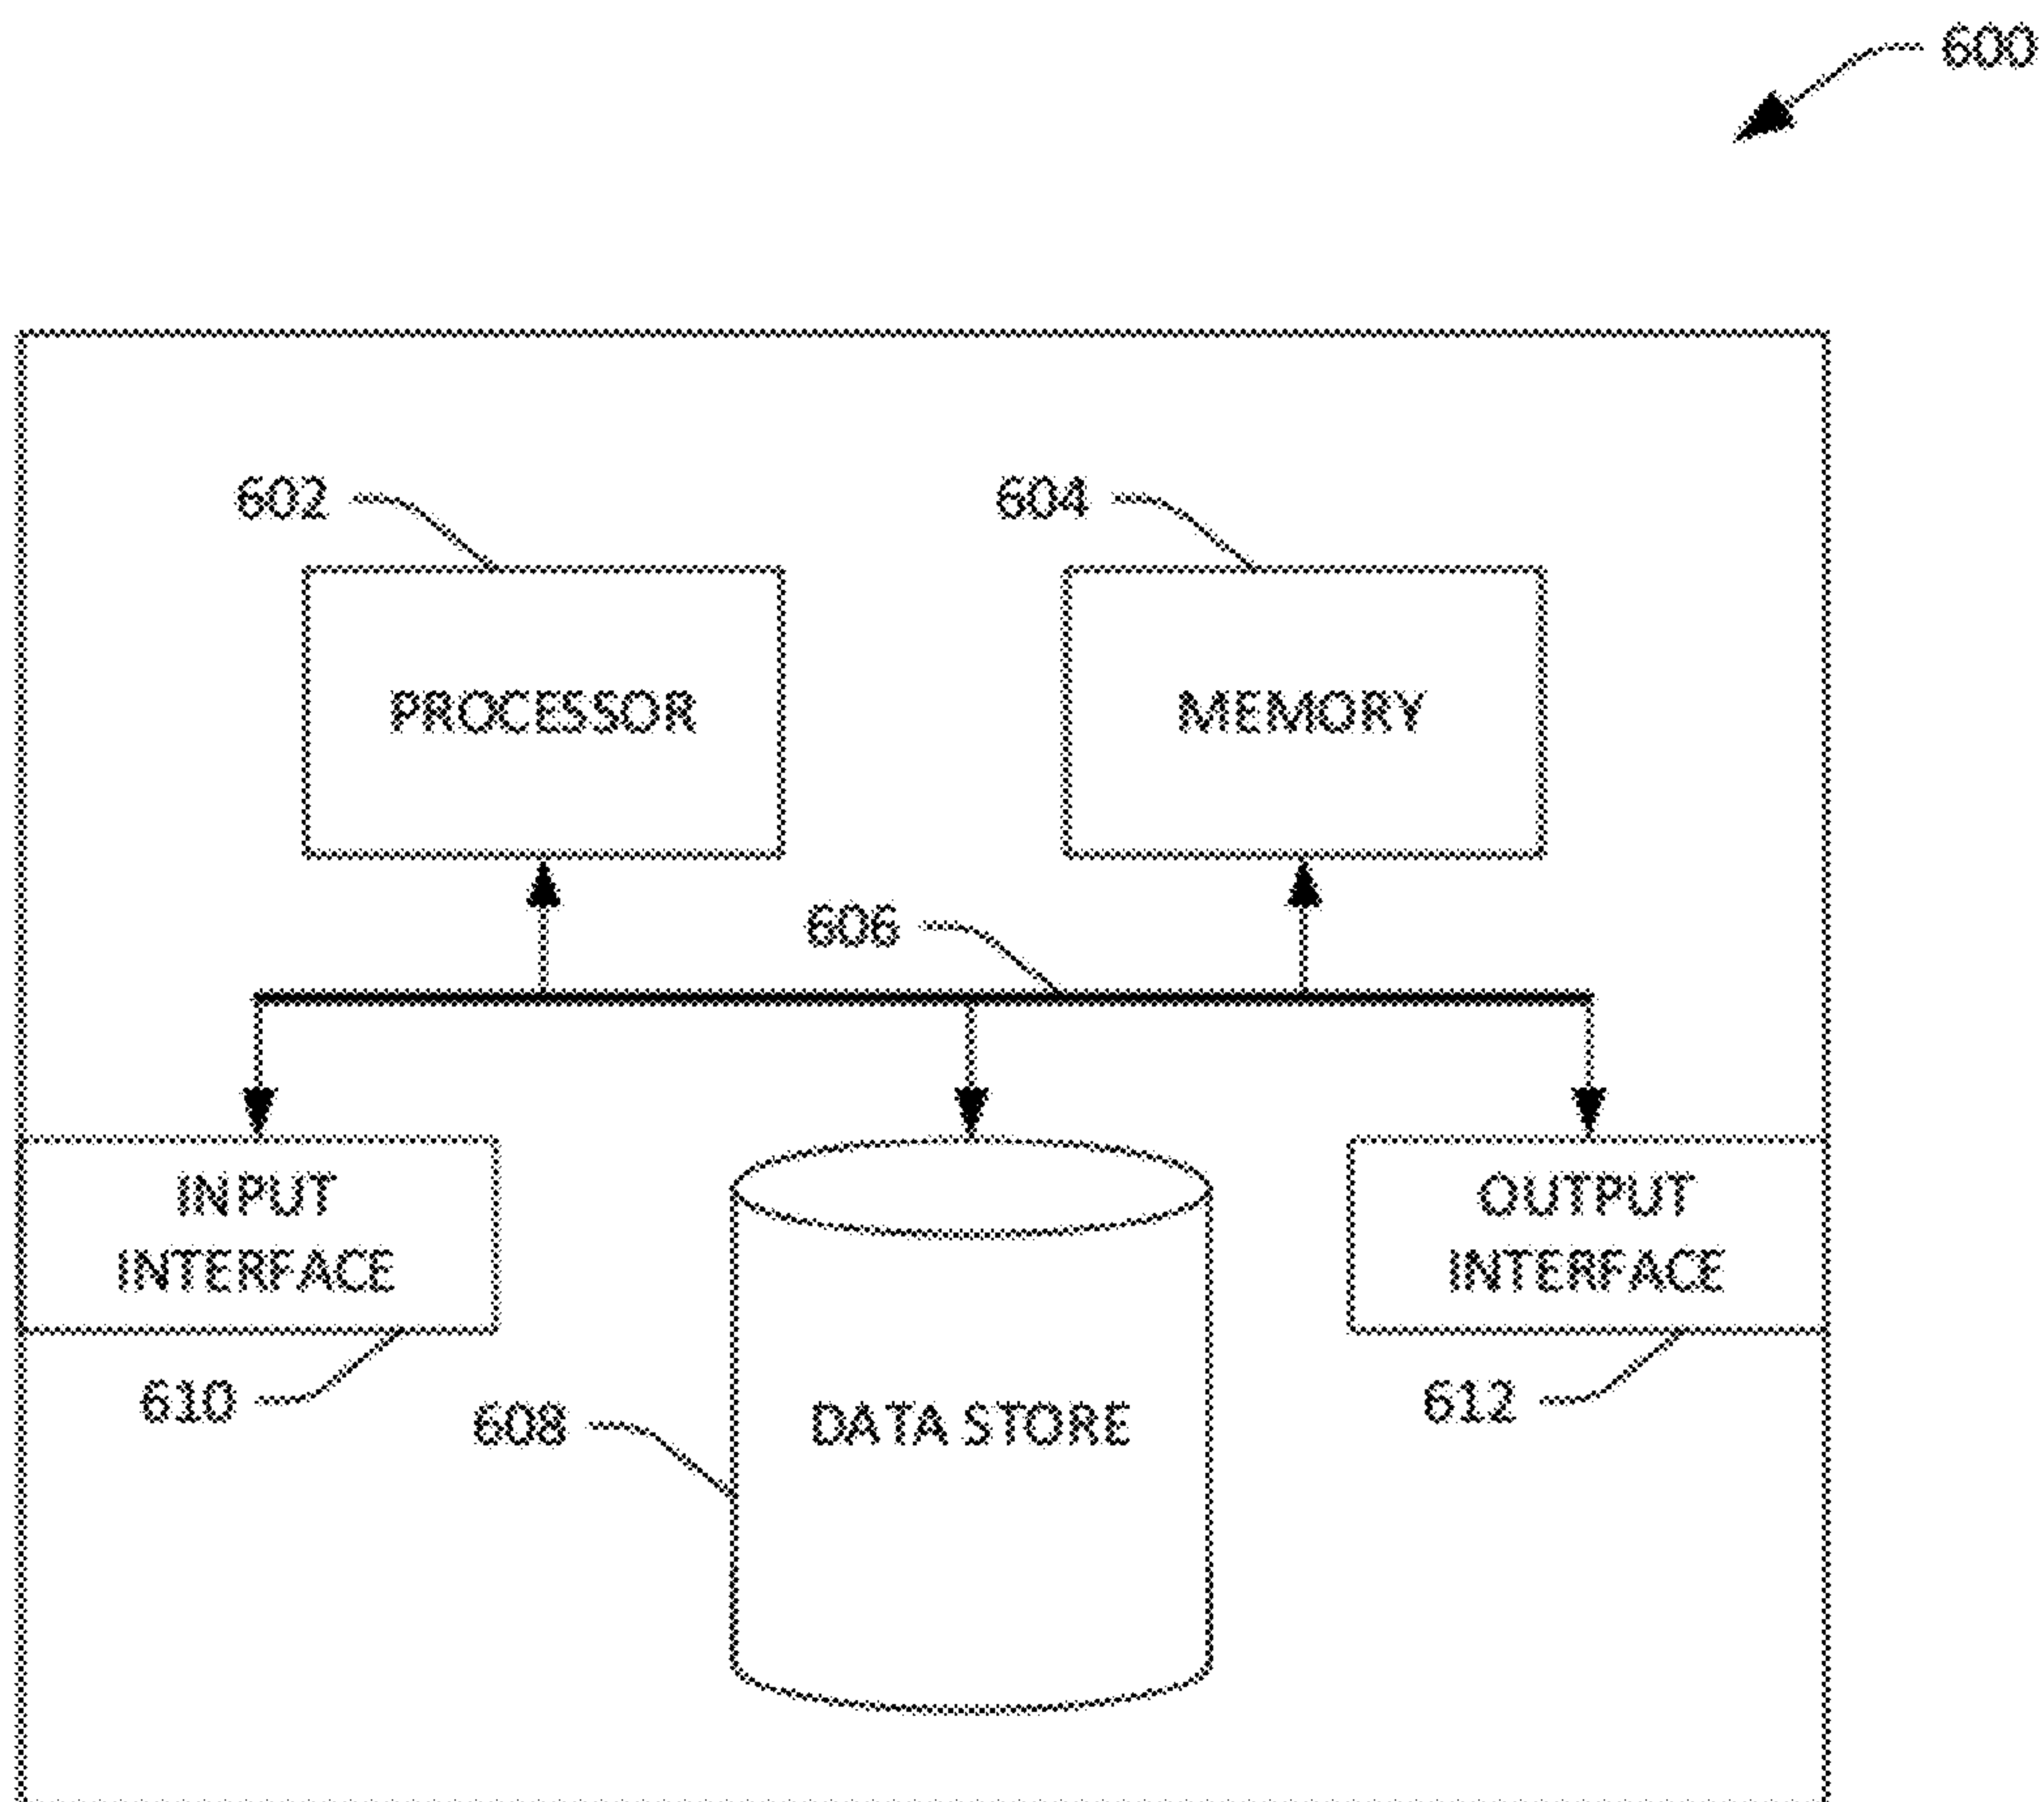 600
602
604
PROCESSOR
MEMORY
606
INPUT
INTERFACE
OUTPUT
INTERFACE
610
608
DATA STORE
612